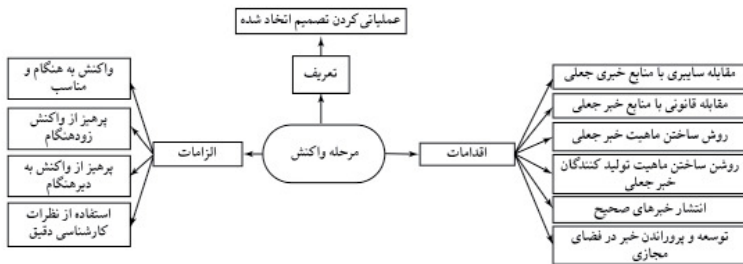 عملیاتی کردن تصمیم اتخاد شده
تعریف
مرحله واکنش
الزامات
واکنش به هنگام و
مناسب
پرهیز از واکنش
زودهنگام
پرهیز از واکنش به
دیرهنگام
استفاده از نظرات
کارشناسی دقیق
اقدامات
مقابله سایبری با منابع خبری جعلی
مقابله قانونی با منابع خبر جعلی
روش ساختن ماهیت خبر جعلی
روشن ساختن ماهیت تولید کنندگان
خبر جعلی
انتشار خبرهای صحیح
توسعه و پروراندن خبر در فضای
مجازی